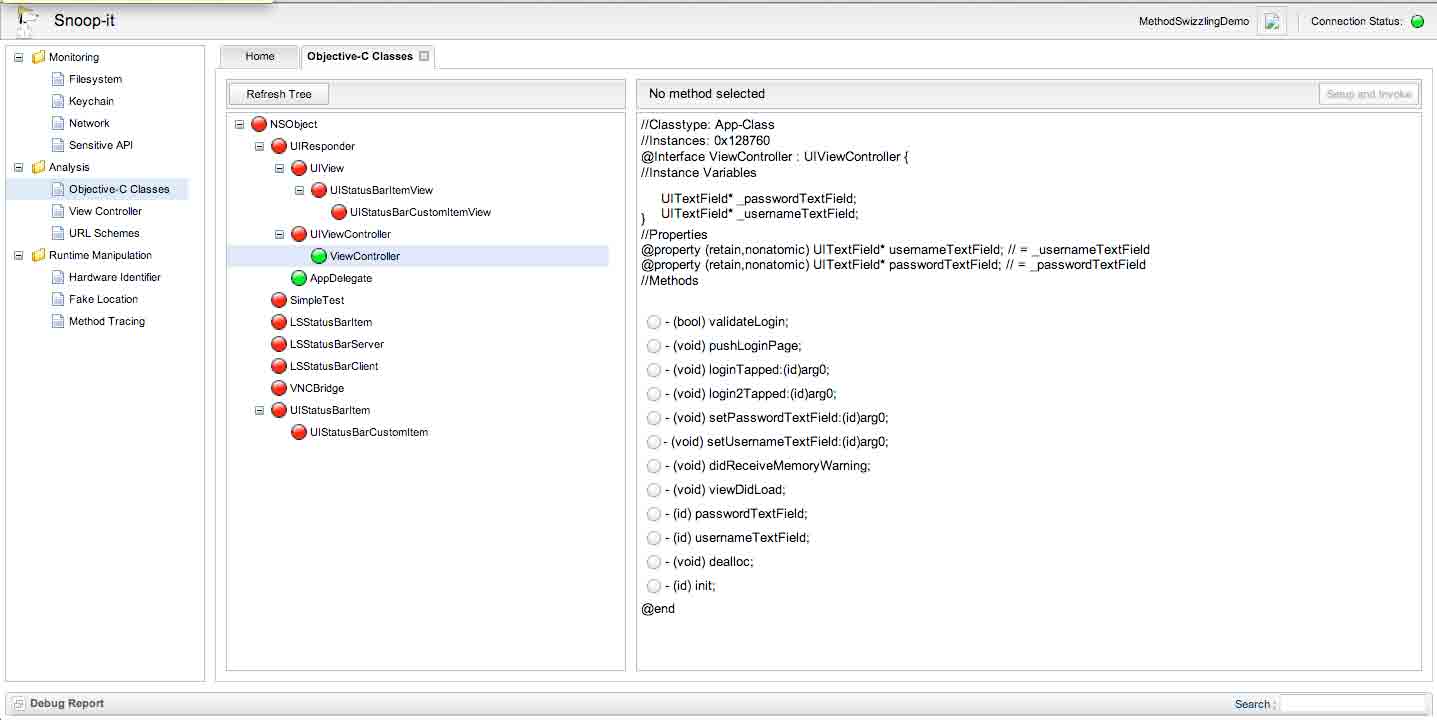 Snoop-it
MethodSwizzlingDemo
Connection Status:
Monitoring
Filesystem
Keychain
Network
Sensitive API
Analysis
Objective-C Classes
View Controller
URL Schemes
Runtime Manipulation
Hardware Identifier
Fake Location
Method Tracing
Home
Objective-C Classes
Refresh Tree
NSObject
UIResponder
UIView
UIStatusBarItemView
UIStatusBarCustomItemView
UIViewController
ViewController
AppDelegate
SimpleTest
LSStatusBarItem
LSStatusBarServer
LSStatusBarClient
VNCBridge
UIStatusBarItem
UIStatusBarCustomItem
No method selected
Setup and Invoke
//Classtype: App-Class
//Instances: 0x128760
@Interface ViewController : UIViewController {
//Instance Variables
UITextField* _passwordTextField;
UITextField* _usernameTextField;
}
//Properties
@property (retain,nonatomic) UITextField* usernameTextField; // = _usernameTextField
@property (retain,nonatomic) UITextField* passwordTextField; // = _passwordTextField
//Methods
- (bool) validateLogin;
- (void) pushLoginPage;
- (void) loginTapped:(id)arg0;
- (void) login2Tapped:(id)arg0;
- (void) setPasswordTextField:(id)arg0;
- (void) setUsernameTextField:(id)arg0;
- (void) didReceiveMemoryWarning;
- (void) viewDidLoad;
- (id) passwordTextField;
- (id) usernameTextField;
- (void) dealloc;
- (id) init;
@end
Debug Report
Search :